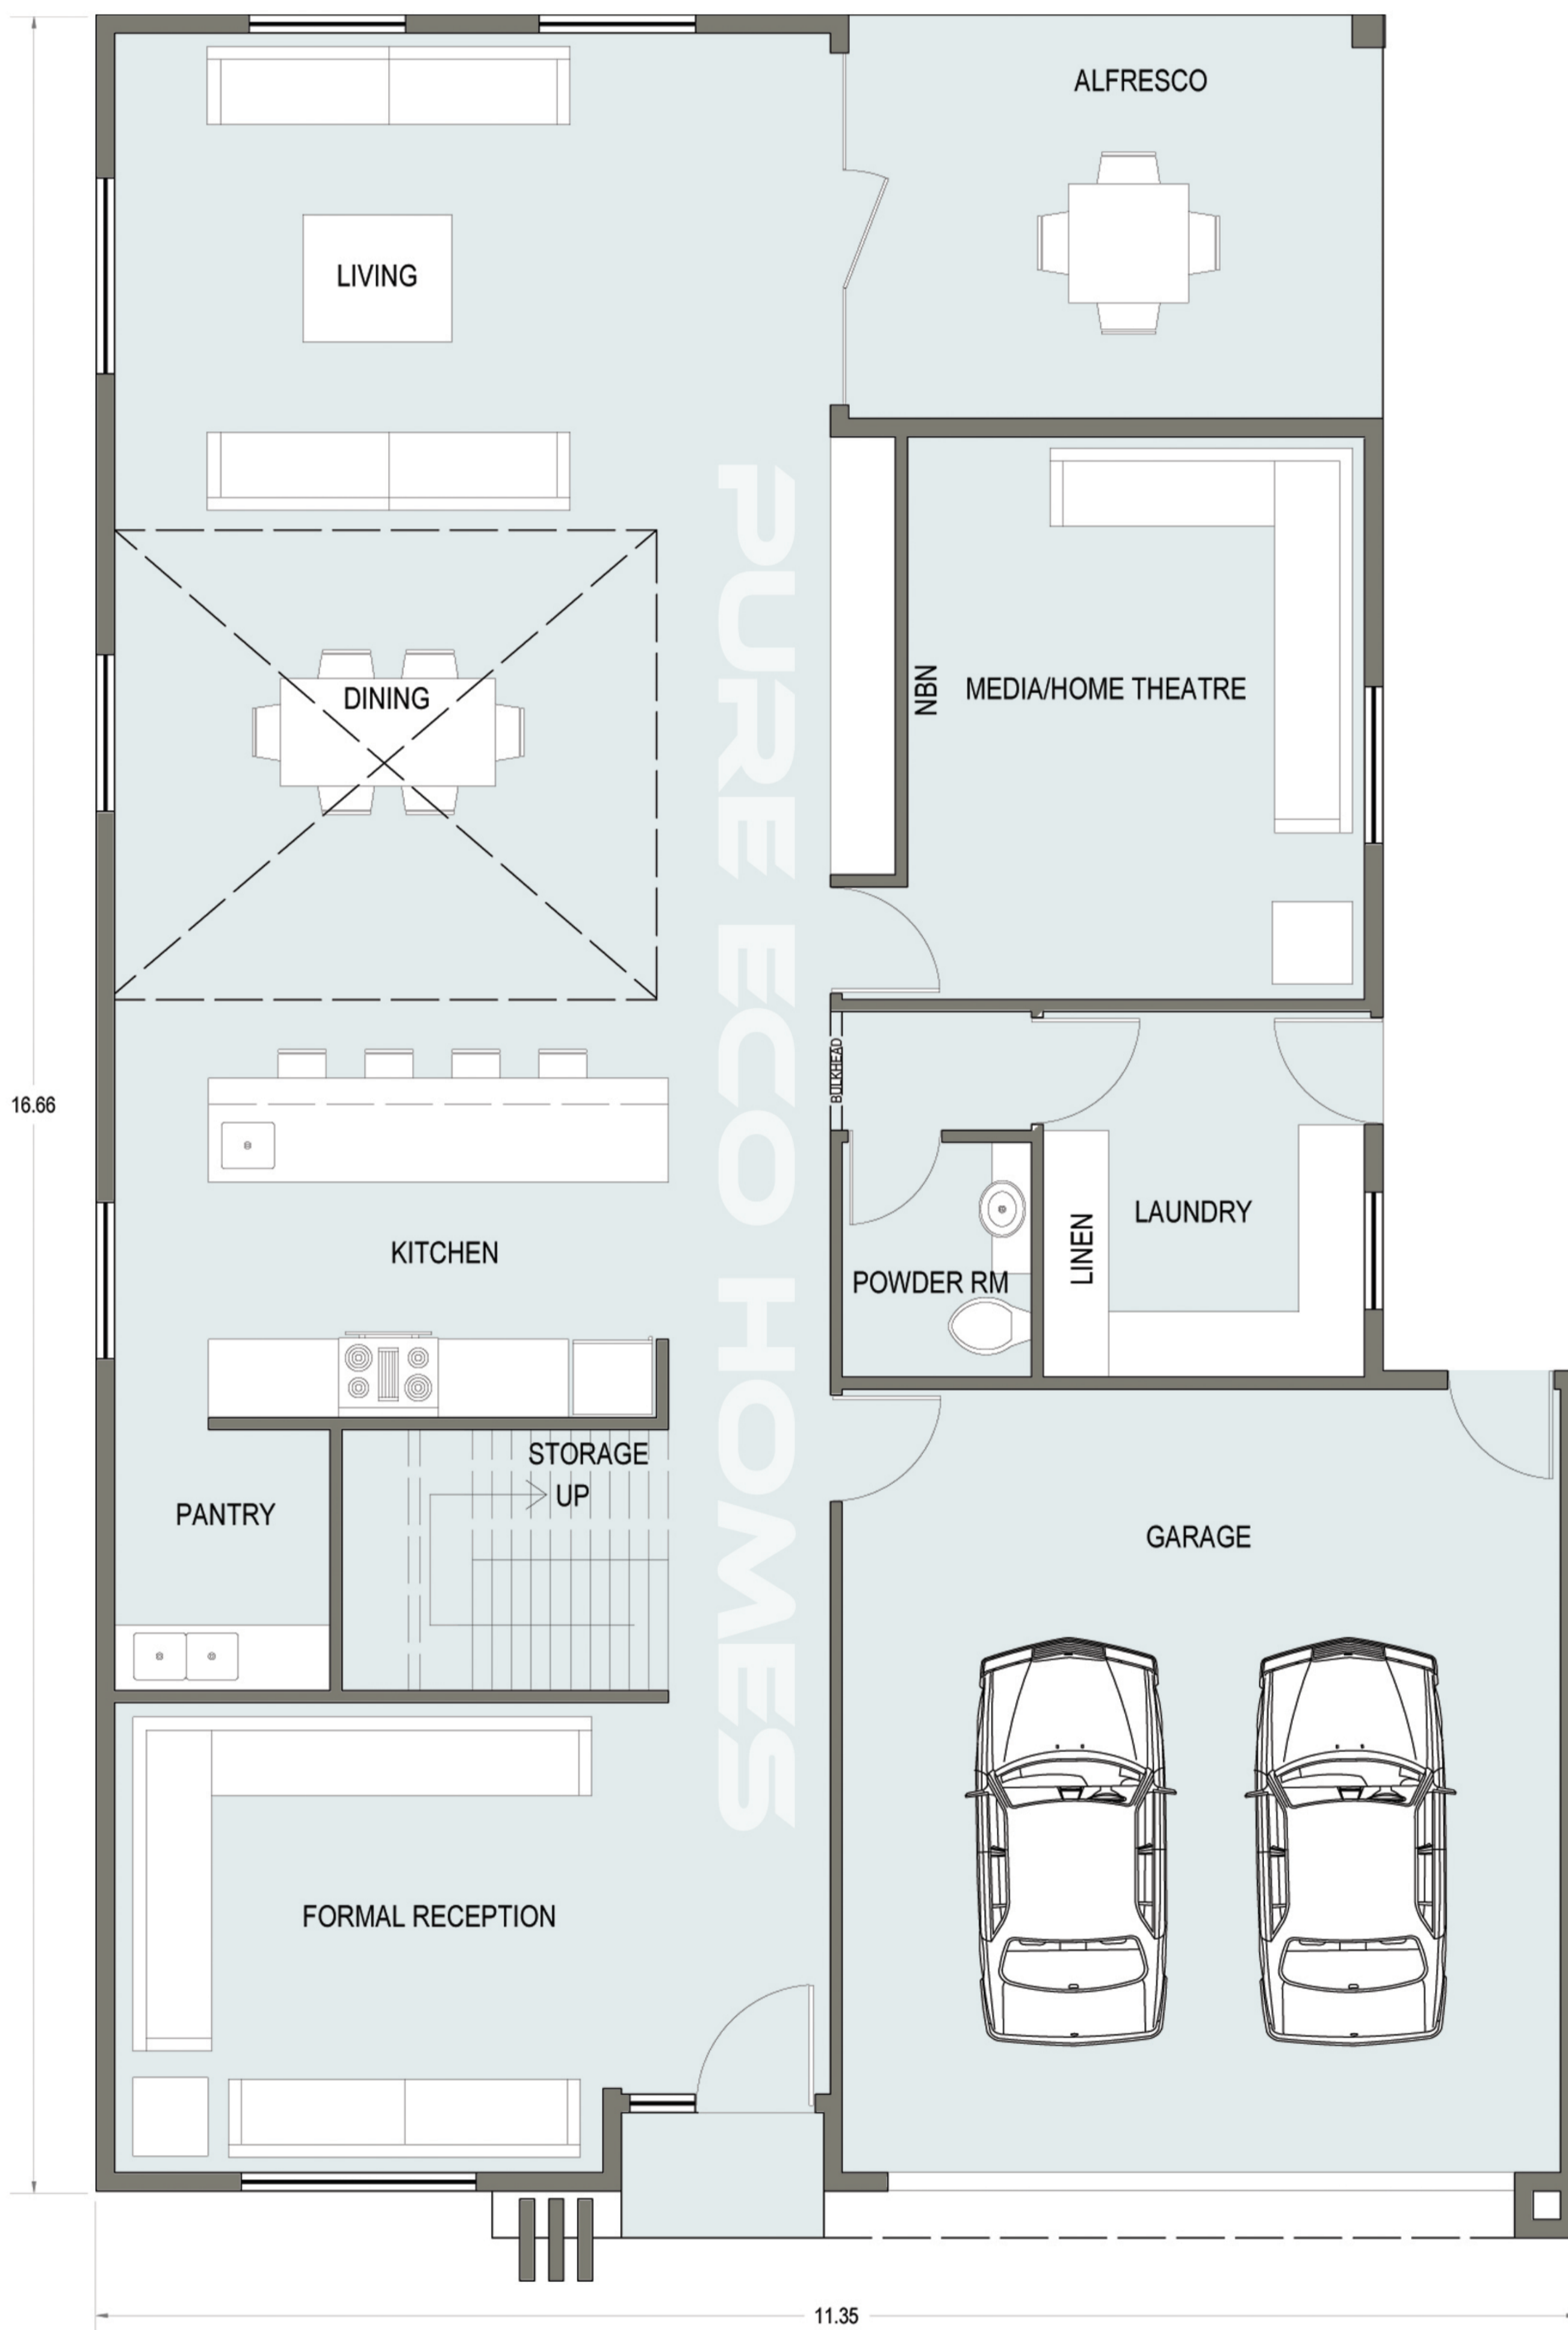 ALFRESCO
LIVING
DINING
NBN
MEDIA/HOME THEATRE
PURE ECO HOMES
BULKHEAD
16.66
KITCHEN
POWDER RM
LINEN
LAUNDRY
STORAGE
UP
PANTRY
GARAGE
FORMAL RECEPTION
11.35